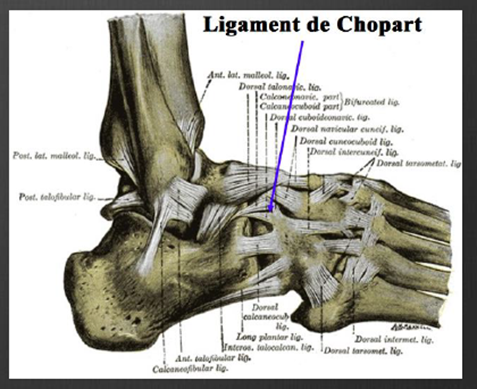 Ligament de Chopart
Ant. lat. malleol. lig.
Dorsal talonavic. lig.
Calcaneonavic. part
Calcaneocuboid part
Bifurcated lig.
Dorsal cuboideonavic. lig.
Dorsal navicular cuneif. lig.
Dorsal cuneocuboid lig.
Dorsal intercuneif. lig.
Dorsal tarsometat. lig
Post. lat. malleol. lig.
Post. talofibular lig.
Dorsal
calcaneocub
lig.
Long plantar lig.
Dorsal intermet. lig.
Interos. talocalcan. lig.
Dorsal tarsomet. lig.
Ant. talofibular lig.
Calcaneofibular lig.